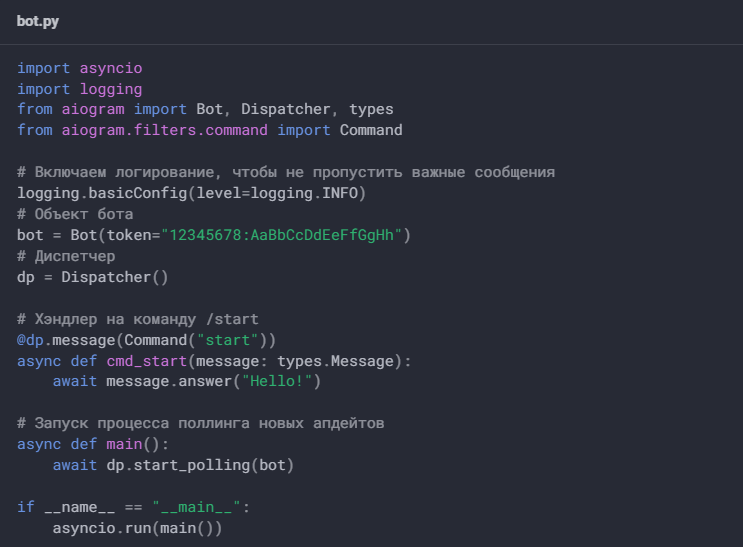 bot.py
import asyncio
import logging
from aiogram import Bot, Dispatcher, types
from aiogram.filters.command import Command
# Включаем логирование, чтобы не пропустить важные сообщения
logging.basicConfig(level=logging.INFO)
# Объект бота
bot = Bot(token="12345678:AaBbCcDdEeFfGgHh")
# Диспетчер
dp = Dispatcher()
# Хэндлер на команду /start
@dp.message(Command("start"))
async def cmd_start(message: types.Message):
    await message.answer("Hello!")
# Запуск процесса поллинга новых апдейтов
async def main():
    await dp.start_polling(bot)
if __name__ == "__main__":
    asyncio.run(main())